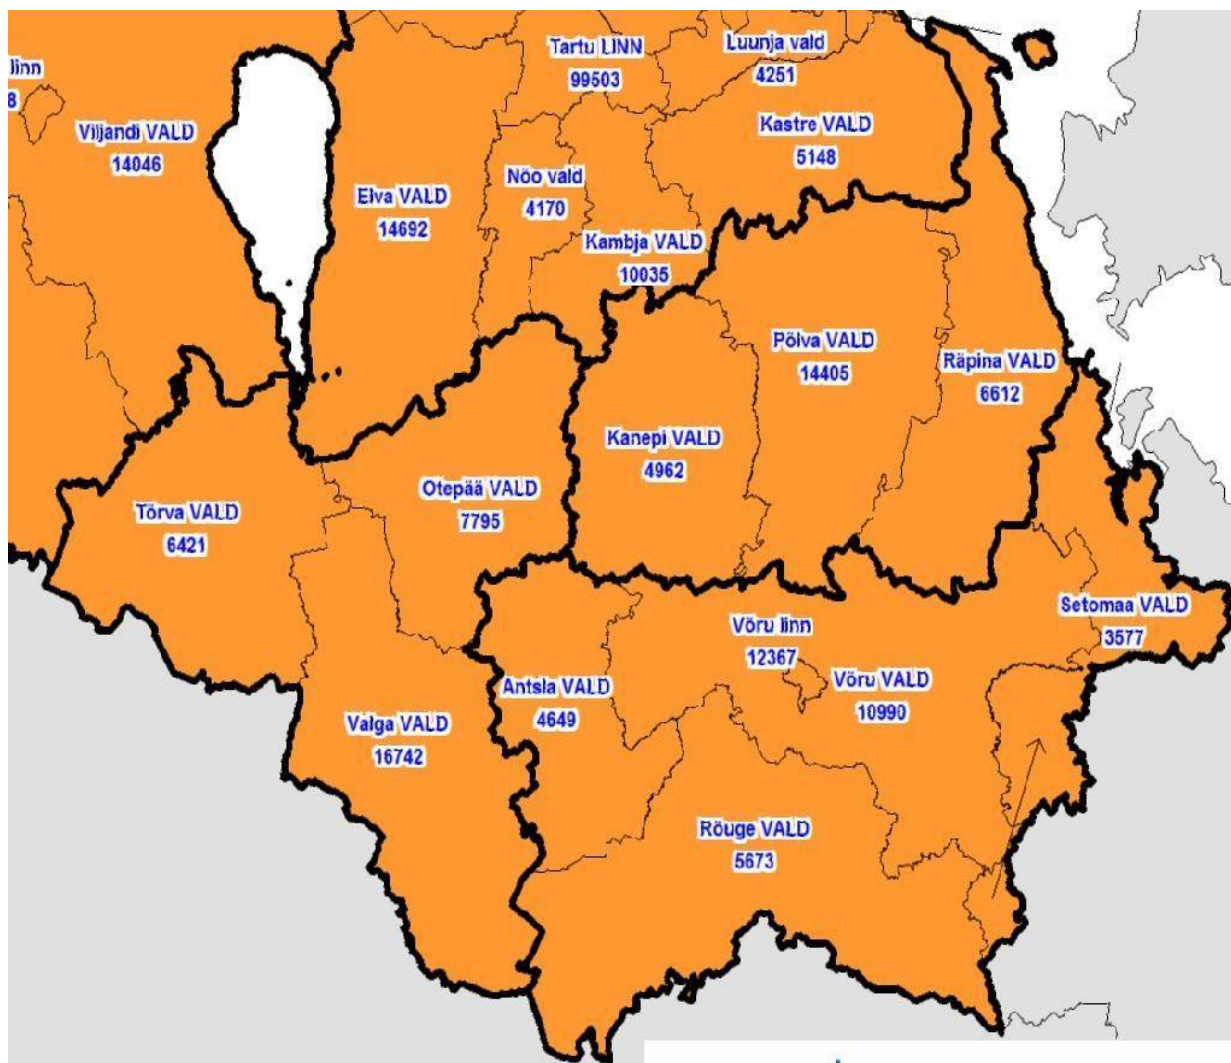 linn
8
Viljandi VALD
14046
Elva VALD
14692
Tartu LINN
99503
Luunja vald
4251
Kastre VALD
5148
Nõo vald
4170
Kambja VALD
10035
Põlva VALD
14405
Räpina VALD
6612
Kanepi VALD
4962
Otepää VALD
7795
Tõrva VALD
6421
Setomaa VALD
3577
Võru linn
12367
Võru VALD
10990
Antsla VALD
4649
Valga VALD
16742
Rõuge VALD
5673